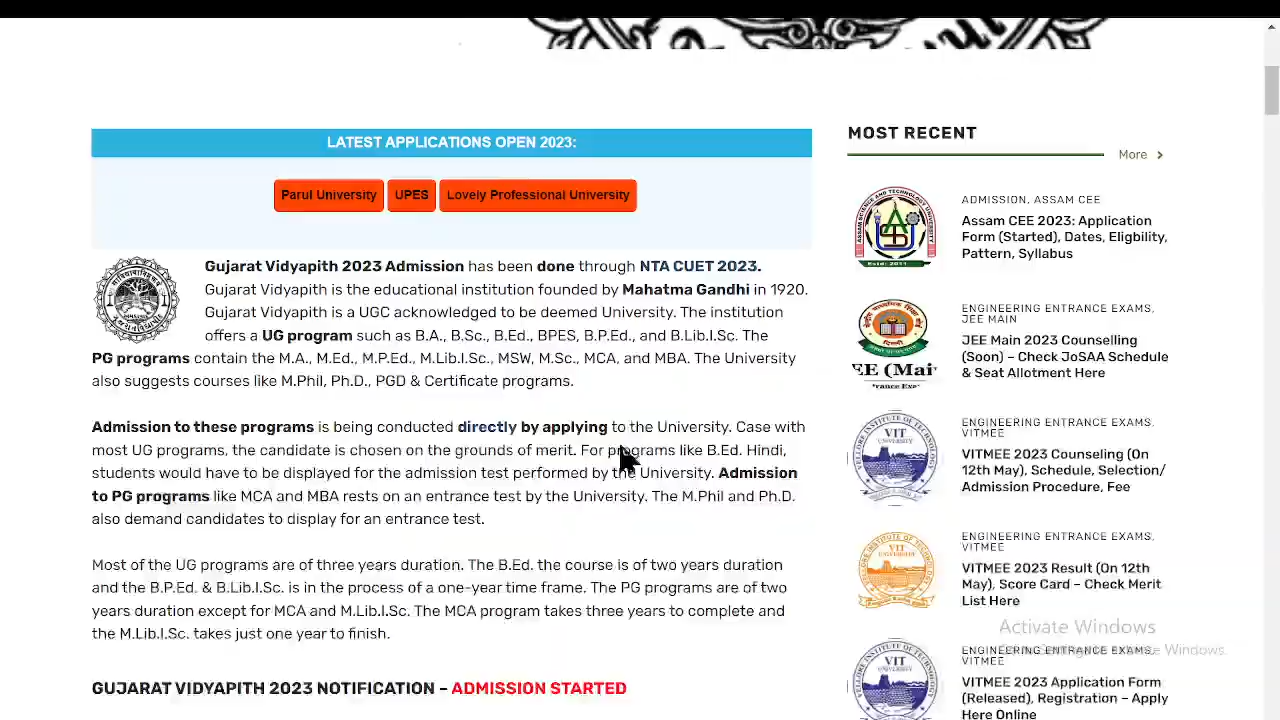 LATEST APPLICATIONS OPEN 2023:
Parul University
UPES
Lovely Professional University
Gujarat Vidyapith 2023 Admission has been done through NTA CUET 2023.
Gujarat Vidyapith is the educational institution founded by Mahatma Gandhi in 1920.
Gujarat Vidyapith is a UGC acknowledged to be deemed University. The institution
offers a UG program such as B.A., B.Sc., B.Ed., BPES, B.P.Ed., and B.Lib.I.Sc. The
PG programs contain the M.A., M.Ed., M.P.Ed., M.Lib.I.Sc., MSW, M.Sc., MCA, and MBA. The University
also suggests courses like M.Phil, Ph.D., PGD & Certificate programs.
Admission to these programs is being conducted directly by applying to the University. Case with
most UG programs, the candidate is chosen on the grounds of merit. For programs like B.Ed. Hindi,
students would have to be displayed for the admission test performed by the University. Admission
to PG programs like MCA and MBA rests on an entrance test by the University. The M.Phil and Ph.D.
also demand candidates to display for an entrance test.
Most of the UG programs are of three years duration. The B.Ed. the course is of two years duration
and the B.P.Ed. & B.Lib.I.Sc. is in the process of a one-year time frame. The PG programs are of two
years duration except for MCA and M.Lib.I.Sc. The MCA program takes three years to complete and
the M.Lib.I.Sc. takes just one year to finish.
GUJARAT VIDYAPITH 2023 NOTIFICATION – ADMISSION STARTED
MOST RECENT
More
ADMISSION, ASSAM CEE
Assam CEE 2023: Application
Form (Started), Dates, Eligbility,
Pattern, Syllabus
ENGINEERING ENTRANCE EXAMS,
JEE MAIN
JEE Main 2023 Counselling
(Soon) – Check JoSAA Schedule
& Seat Allotment Here
ENGINEERING ENTRANCE EXAMS,
VITMEE
VITMEE 2023 Counseling (On
12th May), Schedule, Selection/
Admission Procedure, Fee
ENGINEERING ENTRANCE EXAMS,
VITMEE
VITMEE 2023 Result (On 12th
May), Score Card – Check Merit
List Here
Activate Windows
ENGINEERING ENTRANCE EXAMS,
VITMEE
VITMEE 2023 Application Form
(Released), Registration – Apply
Here Online